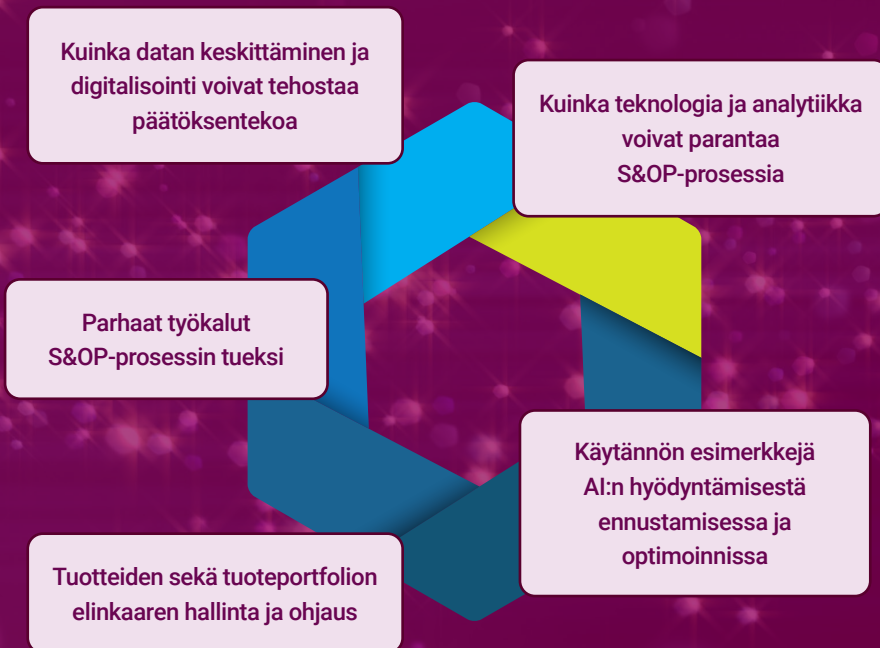 Kuinka datan keskittäminen ja
digitalisointi voivat tehostaa
päätöksentekoa
Kuinka teknologia ja analytiikka
voivat parantaa
S&OP-prosessia
Parhaat työkalut
S&OP-prosessin tueksi
Käytännön esimerkkejä
AI:n hyödyntämisestä
ennustamisessa ja
optimoinnissa
Tuotteiden sekä tuoteportfolion
elinkaaren hallinta ja ohjaus